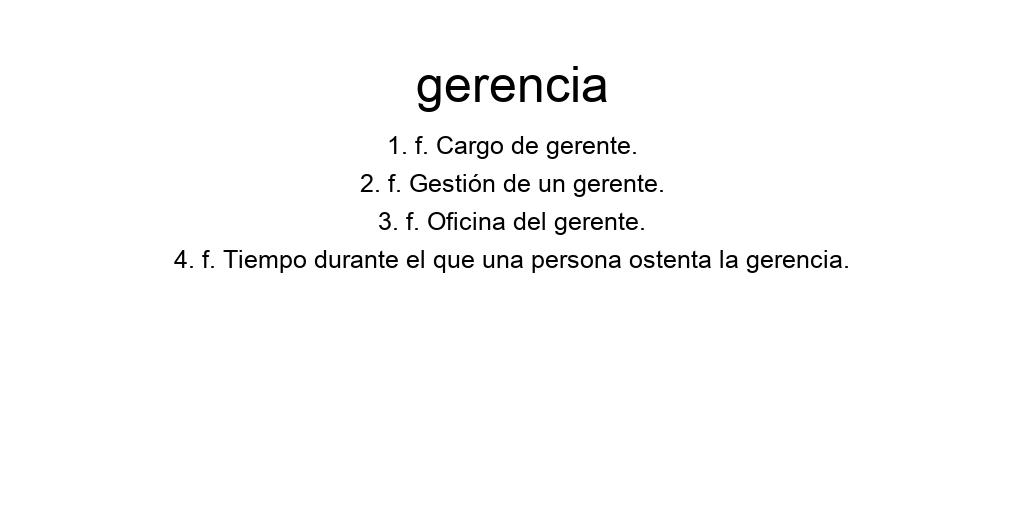 gerencia
1. f. Cargo de gerente.
2. f. Gestión de un gerente.
3. f. Oficina del gerente.
4. f. Tiempo durante el que una persona ostenta la gerencia.